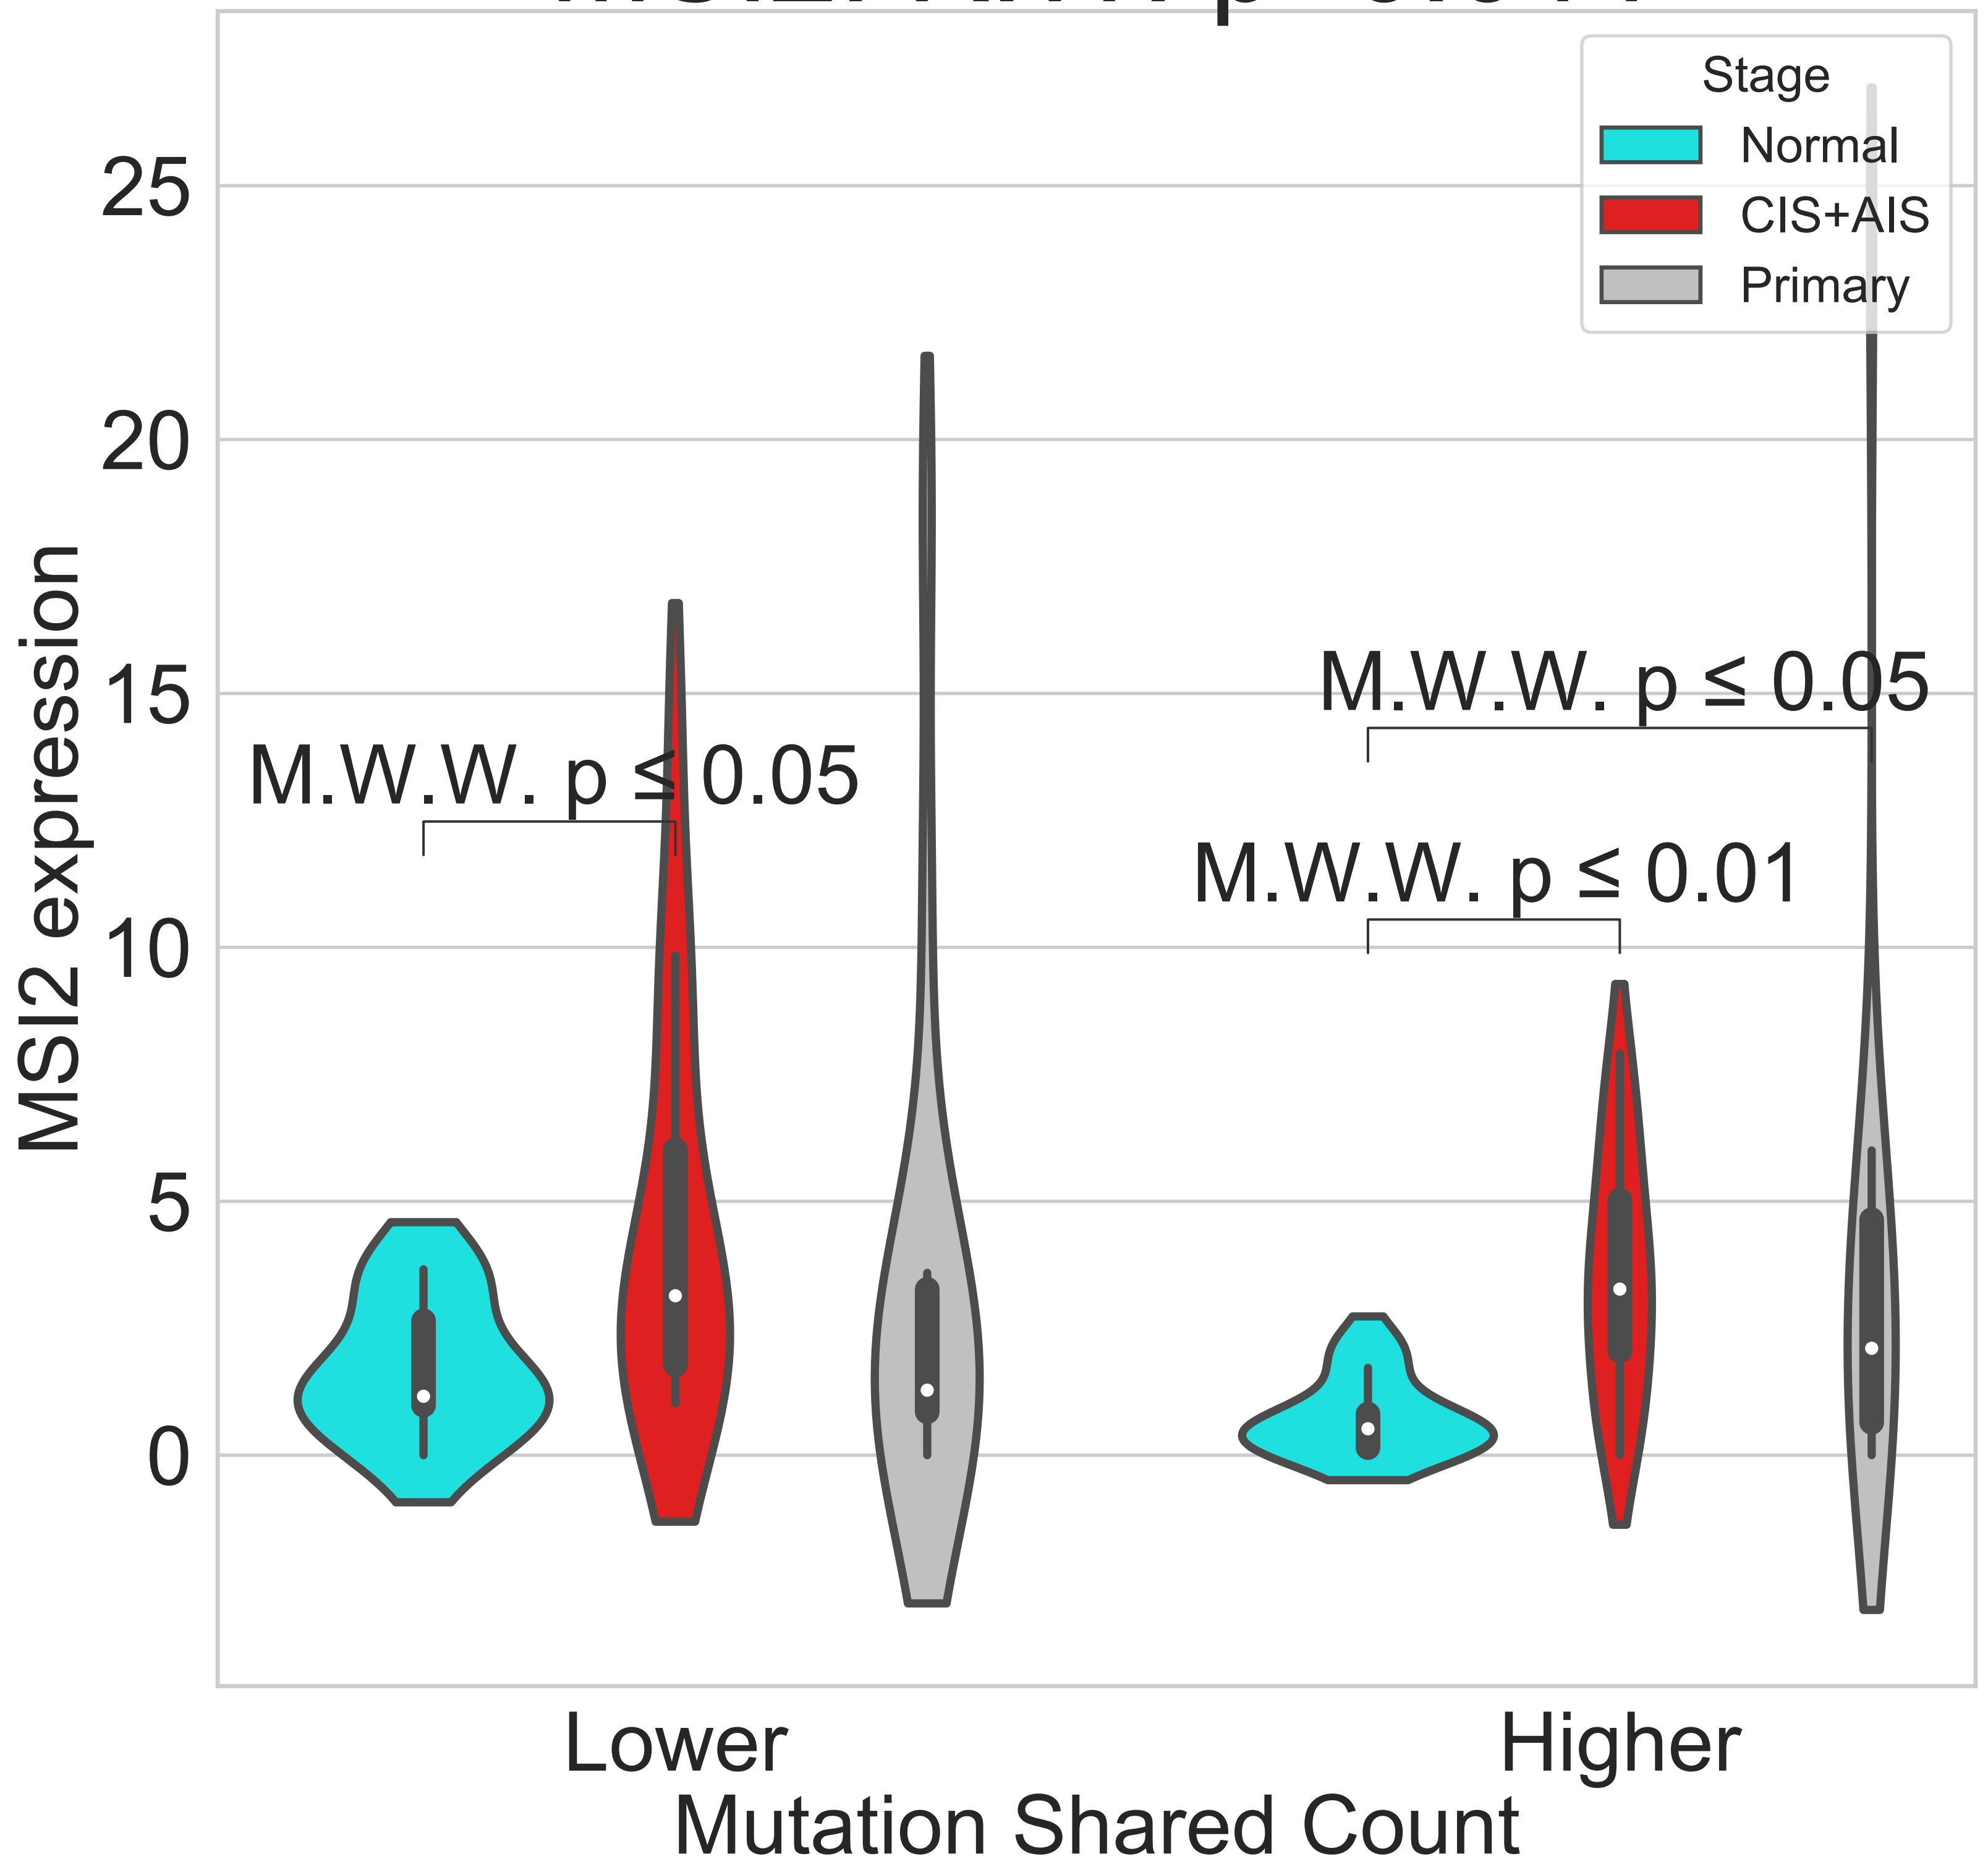 Stage
Normal
CIS+AIS
Primary
25
20
15
10
5
0
MSI2 expression
M.W.W. p ≤ 0.05
M.W.W. p ≤ 0.05
M.W.W. p ≤ 0.01
Lower
Higher
Mutation Shared Count